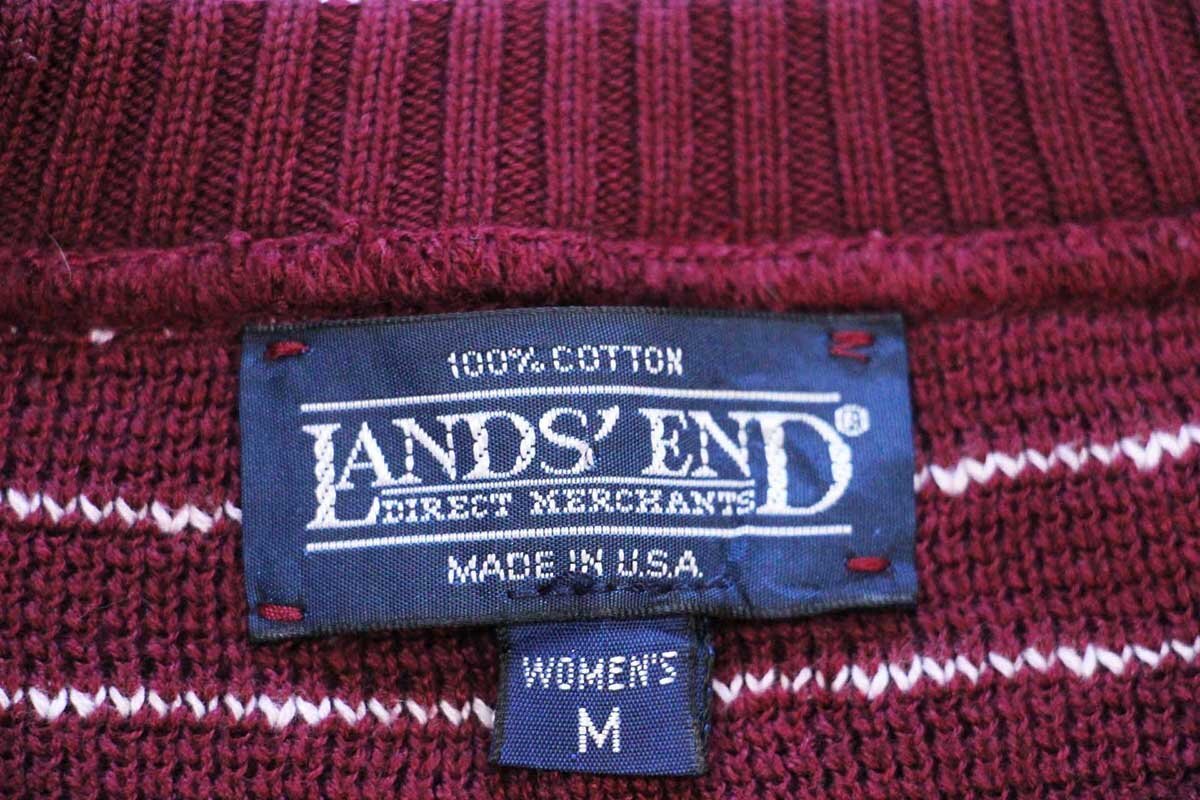 100% COTTON
LANDS' END®
DIRECT MERCHANTS
MADE IN U.S.A.
WOMEN'S
M